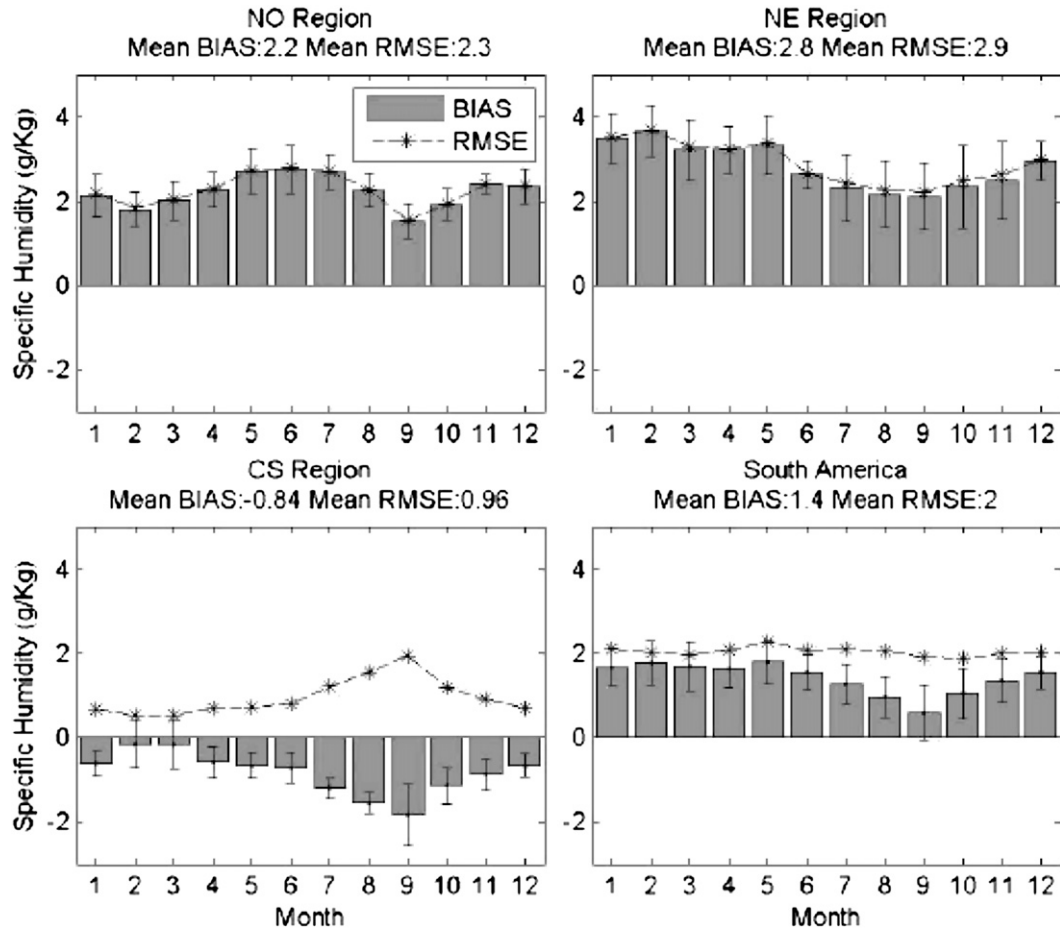 NO Region
Mean BIAS:2.2 Mean RMSE:2.3
NE Region
Mean BIAS:2.8 Mean RMSE:2.9
BIAS
RMSE
Specific Humidity (g/Kg)
4
2
0
-2
1 2 3 4 5 6 7 8 9 10 11 12
4
2
0
-2
1 2 3 4 5 6 7 8 9 10 11 12
CS Region
Mean BIAS:-0.84 Mean RMSE:0.96
South America
Mean BIAS:1.4 Mean RMSE:2
Specific Humidity (g/Kg)
4
2
0
-2
1 2 3 4 5 6 7 8 9 10 11 12
Month
4
2
0
-2
1 2 3 4 5 6 7 8 9 10 11 12
Month